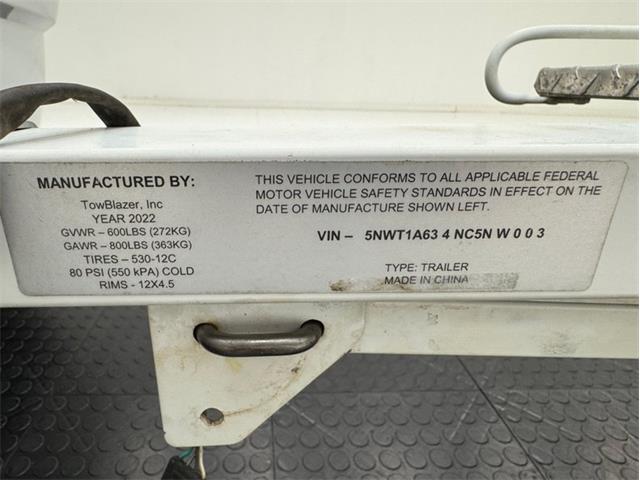 MANUFACTURED BY:
TowBlazer, Inc
YEAR 2022
GVWR - 600LBS (272KG)
GAWR - 800LBS (363KG)
TIRES - 530-12C
80 PSI (550 kPA) COLD
RIMS - 12X4.5
THIS VEHICLE CONFORMS TO ALL APPLICABLE FEDERAL
MOTOR VEHICLE SAFETY STANDARDS IN EFFECT ON THE
DATE OF MANUFACTURE SHOWN LEFT.
VIN – 5NWT1A63 4 NC5N W 0 0 3
TYPE: TRAILER
MADE IN CHINA